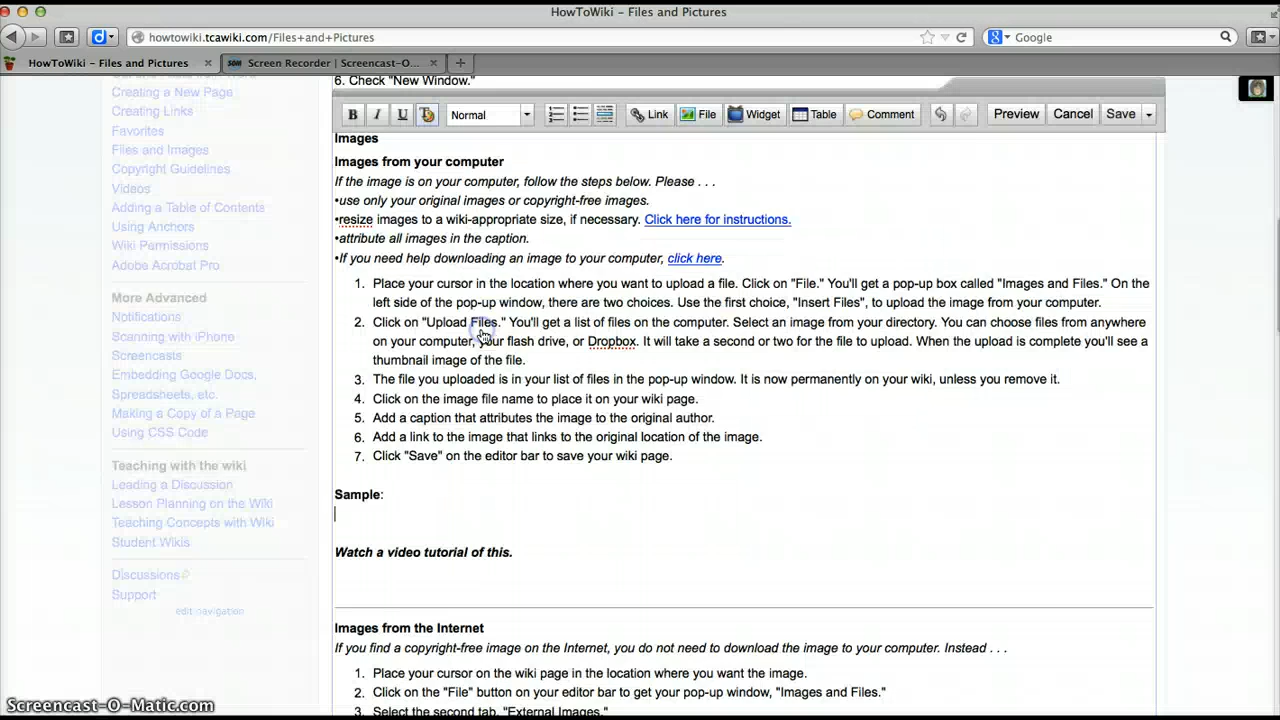 HowToWiki – Files and Pictures
howtowiki.tcawiki.com/Files+and+Pictures
Google
HowToWiki – Files and Pictures
Screen Recorder | Screencast-O...
6. Check "New Window."
B I U Normal Link File Widget Table Comment Preview Cancel Save
Creating a New Page
Creating Links
Favorites
Files and Images
Copyright Guidelines
Videos
Adding a Table of Contents
Using Anchors
Wiki Permissions
Adobe Acrobat Pro
More Advanced
Notifications
Scanning with iPhone
Screencasts
Embedding Google Docs,
Spreadsheets, etc.
Making a Copy of a Page
Using CSS Code
Teaching with the wiki
Leading a Discussion
Lesson Planning on the Wiki
Teaching Concepts with Wiki
Student Wikis
Discussions
Support
edit navigation
Images
Images from your computer
If the image is on your computer, follow the steps below. Please . . .
•use only your original images or copyright-free images.
•resize images to a wiki-appropriate size, if necessary. Click here for instructions.
•attribute all images in the caption.
•If you need help downloading an image to your computer, click here.
1. Place your cursor in the location where you want to upload a file. Click on "File." You'll get a pop-up box called "Images and Files." On the
left side of the pop-up window, there are two choices. Use the first choice, "Insert Files", to upload the image from your computer.
2. Click on "Upload Files." You'll get a list of files on the computer. Select an image from your directory. You can choose files from anywhere
on your computer, your flash drive, or Dropbox. It will take a second or two for the file to upload. When the upload is complete you'll see a
thumbnail image of the file.
3. The file you uploaded is in your list of files in the pop-up window. It is now permanently on your wiki, unless you remove it.
4. Click on the image file name to place it on your wiki page.
5. Add a caption that attributes the image to the original author.
6. Add a link to the image that links to the original location of the image.
7. Click "Save" on the editor bar to save your wiki page.
Sample:
Watch a video tutorial of this.
Images from the Internet
If you find a copyright-free image on the Internet, you do not need to download the image to your computer. Instead . . .
1. Place your cursor on the wiki page in the location where you want the image.
2. Click on the "File" button on your editor bar to get your pop-up window, "Images and Files."
3. Select the second tab, "External Images."
Screencast-O-Matic.com